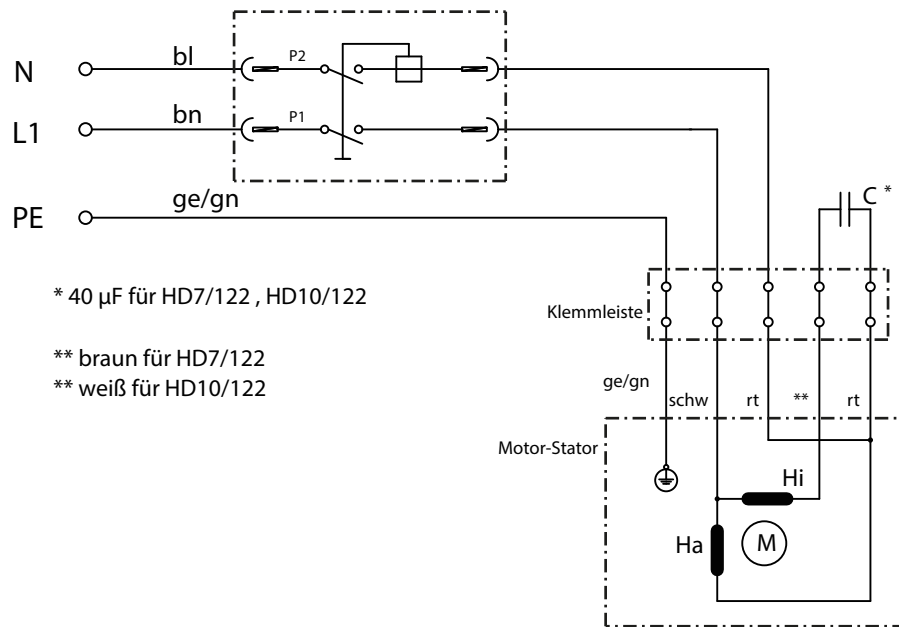 N
bl
P2
L1
bn
P1
PE
ge/gn
C *
* 40 µF für HD7/122 , HD10/122
Klemmleiste
** braun für HD7/122
** weiß für HD10/122
ge/gn
schw
rt
**
rt
Motor-Stator
Hi
Ha
M